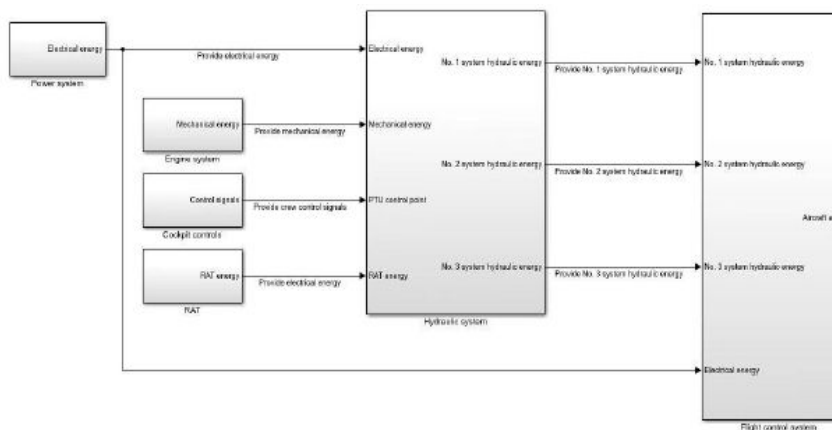 Electrical energy
Power system
Provide electrical energy
Mechanical energy
Engine system
Provide mechanical energy
Control signals
Cockpit controls
Provide crew control signals
RAT energy
RAT
Provide electrical energy
Electrical energy
Mechanical energy
PTU control point
RAT energy
No. 1 system hydraulic energy
No. 2 system hydraulic energy
No. 3 system hydraulic energy
Hydraulic system
Provide No. 1 system hydraulic energy
Provide No. 2 system hydraulic energy
Provide No. 3 system hydraulic energy
No. 1 system hydraulic energy
No. 2 system hydraulic energy
Aircraft
No. 3 system hydraulic energy
Electrical energy
Flight control system